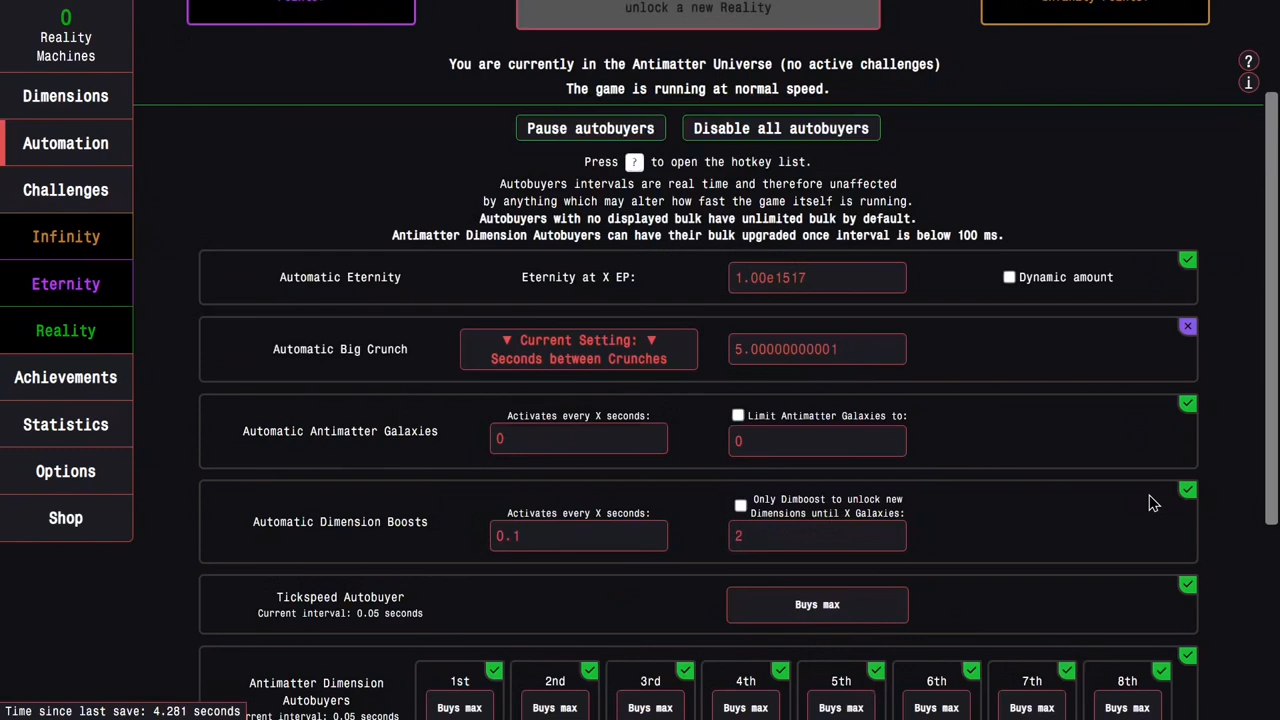 0
Reality
Machines
unlock a new Reality
You are currently in the Antimatter Universe (no active challenges)
The game is running at normal speed.
?
i
Dimensions
Automation
Challenges
Infinity
Eternity
Reality
Achievements
Statistics
Options
Shop
Pause autobuyers
Disable all autobuyers
Press ? to open the hotkey list.
Autobuyers intervals are real time and therefore unaffected
by anything which may alter how fast the game itself is running.
Autobuyers with no displayed bulk have unlimited bulk by default.
Antimatter Dimension Autobuyers can have their bulk upgraded once interval is below 100 ms.
Automatic Eternity
Eternity at X EP:
1.00e1517
Dynamic amount
Automatic Big Crunch
▼ Current Setting: ▼
Seconds between Crunches
5.00000000001
Automatic Antimatter Galaxies
Activates every X seconds:
0
Limit Antimatter Galaxies to:
0
Automatic Dimension Boosts
Activates every X seconds:
0.1
Only Dimboost to unlock new
Dimensions until X Galaxies:
2
Tickspeed Autobuyer
Current interval: 0.05 seconds
Buys max
Antimatter Dimension
Autobuyers
urrent interval: 0.05 seconds
1st
Buys max
2nd
Buys max
3rd
Buys max
4th
Buys max
5th
Buys max
6th
Buys max
7th
Buys max
8th
Buys max
Time since last save: 4.281 seconds